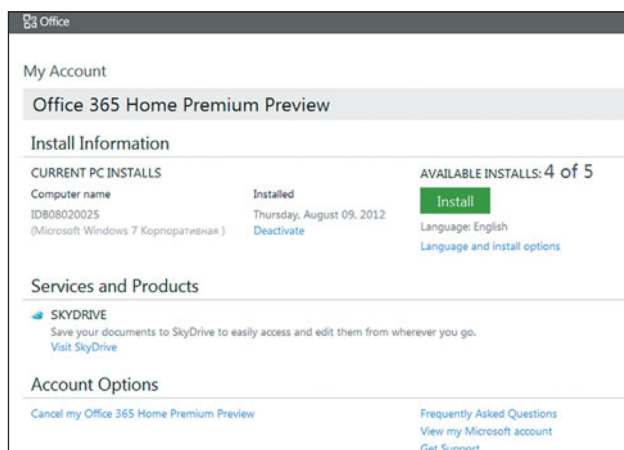 Office
My Account
Office 365 Home Premium Preview
Install Information
CURRENT PC INSTALLS
Computer name
Installed
IDB08020025
Thursday, August 09, 2012
(Microsoft Windows 7 Корпоративная )
Deactivate
AVAILABLE INSTALLS: 4 of 5
Install
Language: English
Language and install options
Services and Products
SKYDRIVE
Save your documents to SkyDrive to easily access and edit them from wherever you go.
Visit SkyDrive
Account Options
Cancel my Office 365 Home Premium Preview
Frequently Asked Questions
View my Microsoft account
Get Support